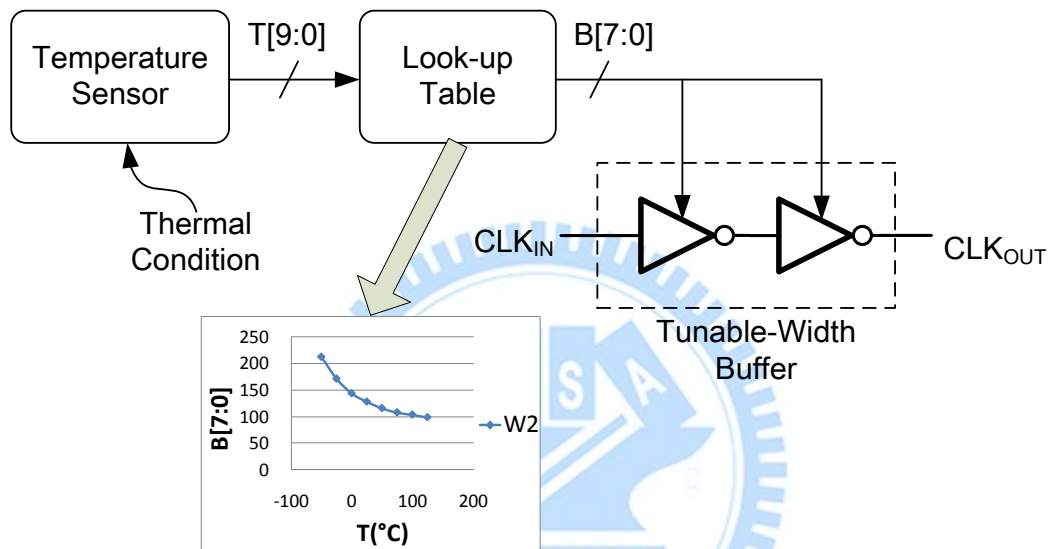 Temperature
Sensor
T[9:0]
Look-up
Table
B[7:0]
Thermal
Condition
CLKIN
CLKOUT
Tunable-Width
Buffer
250
200
150
100
50
0
B[7:0]
W2
-100
0
100
200
T(°C)
S A